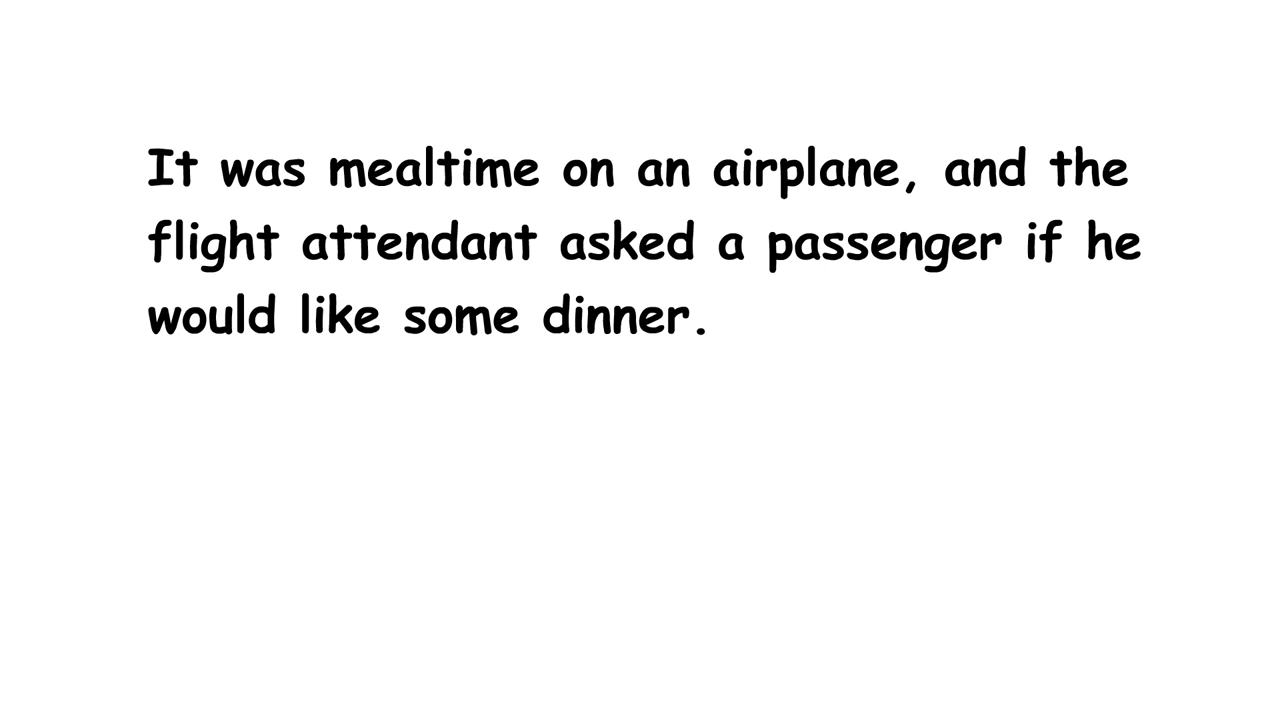 It was mealtime on an airplane, and the
flight attendant asked a passenger if he
would like some dinner.